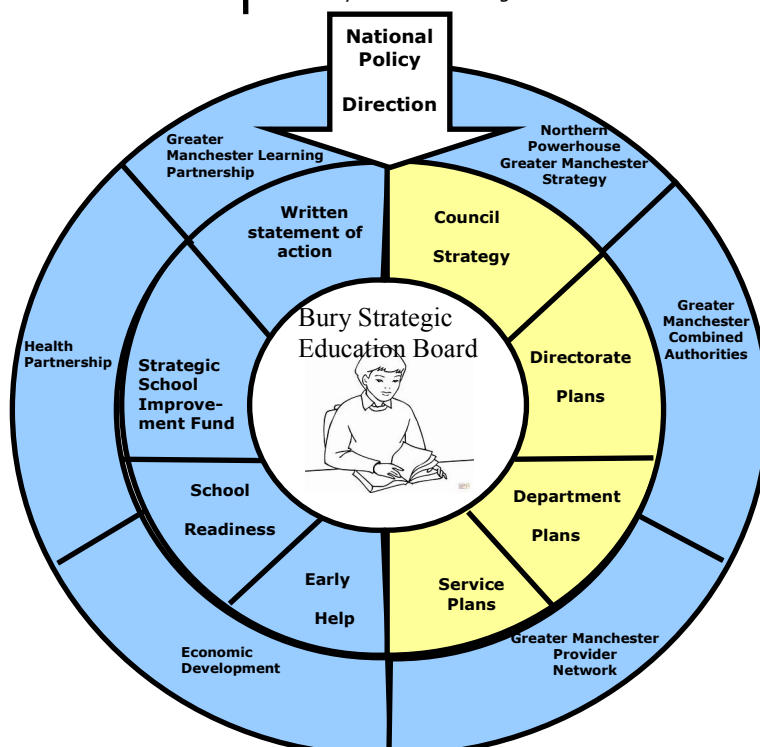 National
Policy
Direction
Greater
Manchester Learning
Partnership
Northern
Powerhouse
Greater Manchester
Strategy
Written
statement of
action
Council
Strategy
Bury Strategic
Education Board
Health
Partnership
Strategic
School
Improve-
ment Fund
Directorate
Plans
Greater
Manchester
Combined
Authorities
School
Readiness
Department
Plans
Early
Help
Service
Plans
Economic
Development
Greater Manchester
Provider
Network